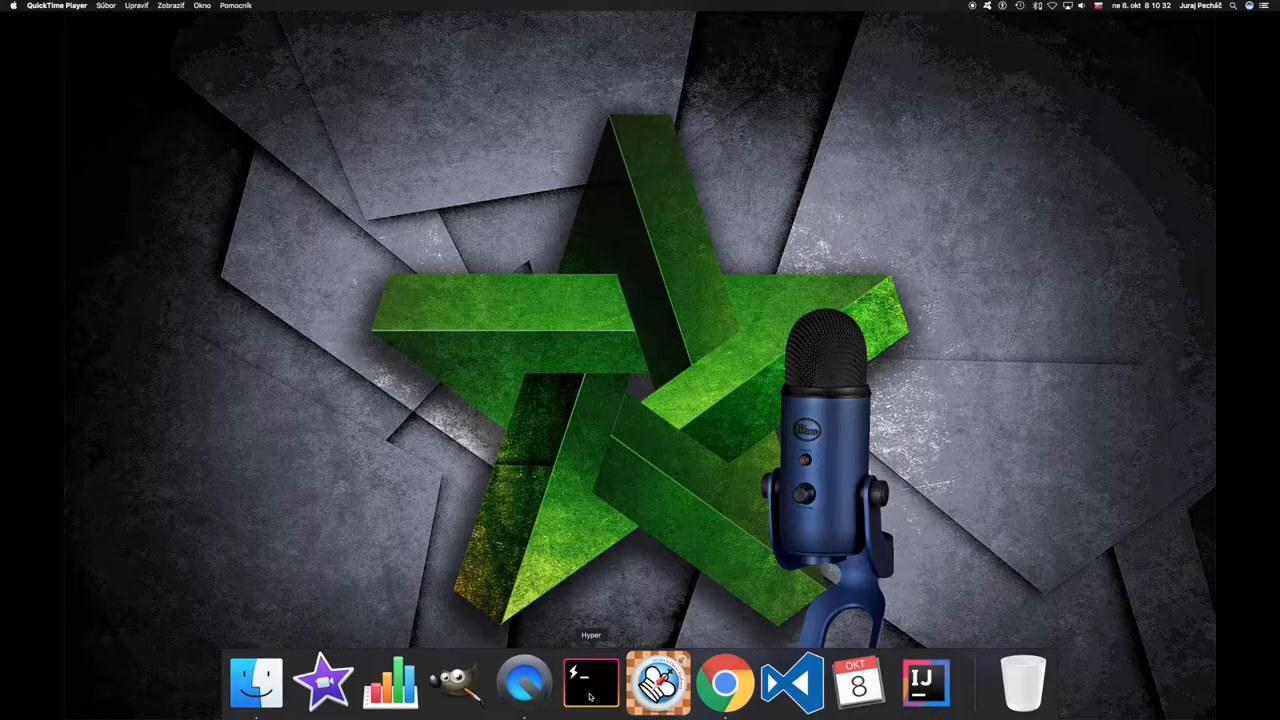 QuickTime Player Súbor Upraviť Zobraziť Okno Pomocník ne 8. okt 8 10 32 Juraj Pecháč
Blue
Hyper
OKT
8
IJ